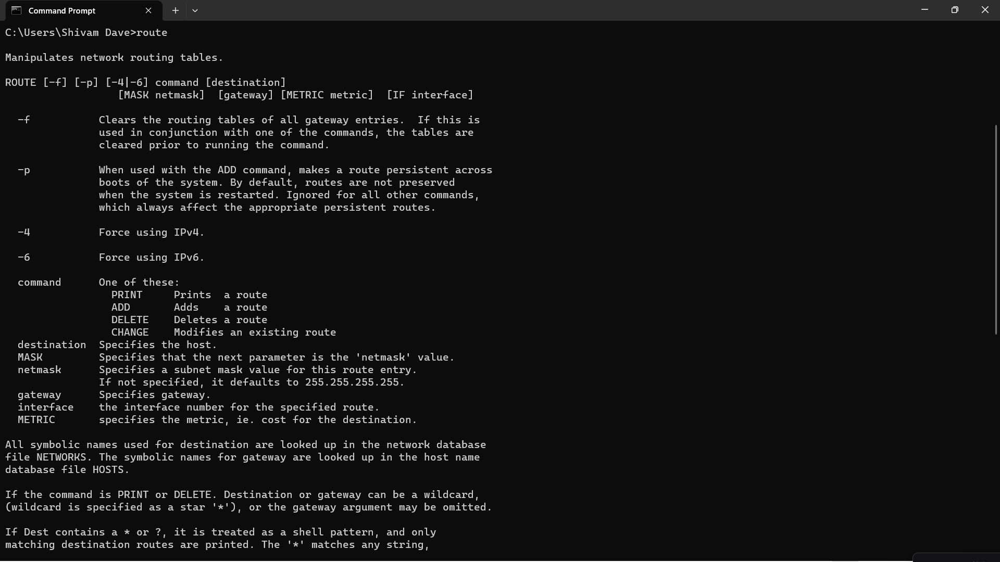 Command Prompt
C:\Users\Shivam Dave>route
Manipulates network routing tables.
ROUTE [-f] [-p] [-4|-6] command [destination]
                  [MASK netmask]  [gateway] [METRIC metric]  [IF interface]
  -f           Clears the routing tables of all gateway entries.  If this is
               used in conjunction with one of the commands, the tables are
               cleared prior to running the command.
  -p           When used with the ADD command, makes a route persistent across
               boots of the system. By default, routes are not preserved
               when the system is restarted. Ignored for all other commands,
               which always affect the appropriate persistent routes.
  -4           Force using IPv4.
  -6           Force using IPv6.
  command      One of these:
                 PRINT     Prints  a route
                 ADD       Adds    a route
                 DELETE    Deletes a route
                 CHANGE    Modifies an existing route
  destination  Specifies the host.
  MASK         Specifies that the next parameter is the 'netmask' value.
  netmask      Specifies a subnet mask value for this route entry.
               If not specified, it defaults to 255.255.255.255.
  gateway      Specifies gateway.
  interface    the interface number for the specified route.
  METRIC       specifies the metric, ie. cost for the destination.
All symbolic names used for destination are looked up in the network database
file NETWORKS. The symbolic names for gateway are looked up in the host name
database file HOSTS.
If the command is PRINT or DELETE. Destination or gateway can be a wildcard,
(wildcard is specified as a star '*'), or the gateway argument may be omitted.
If Dest contains a * or ?, it is treated as a shell pattern, and only
matching destination routes are printed. The '*' matches any string,